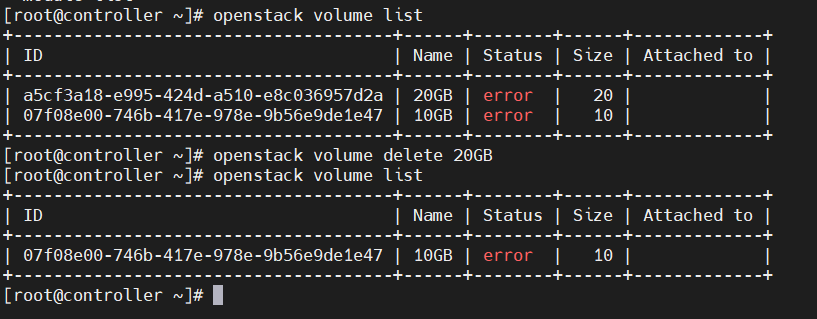 [root@controller ~]# openstack volume list
+--------------------------------------+------+--------+------+-------------+
| ID                                   | Name | Status | Size | Attached to |
+--------------------------------------+------+--------+------+-------------+
| a5cf3a18-e995-424d-a510-e8c036957d2a | 20GB | error  |   20 |             |
| 07f08e00-746b-417e-978e-9b56e9de1e47 | 10GB | error  |   10 |             |
+--------------------------------------+------+--------+------+-------------+
[root@controller ~]# openstack volume delete 20GB
[root@controller ~]# openstack volume list
+--------------------------------------+------+--------+------+-------------+
| ID                                   | Name | Status | Size | Attached to |
+--------------------------------------+------+--------+------+-------------+
| 07f08e00-746b-417e-978e-9b56e9de1e47 | 10GB | error  |   10 |             |
+--------------------------------------+------+--------+------+-------------+
[root@controller ~]#